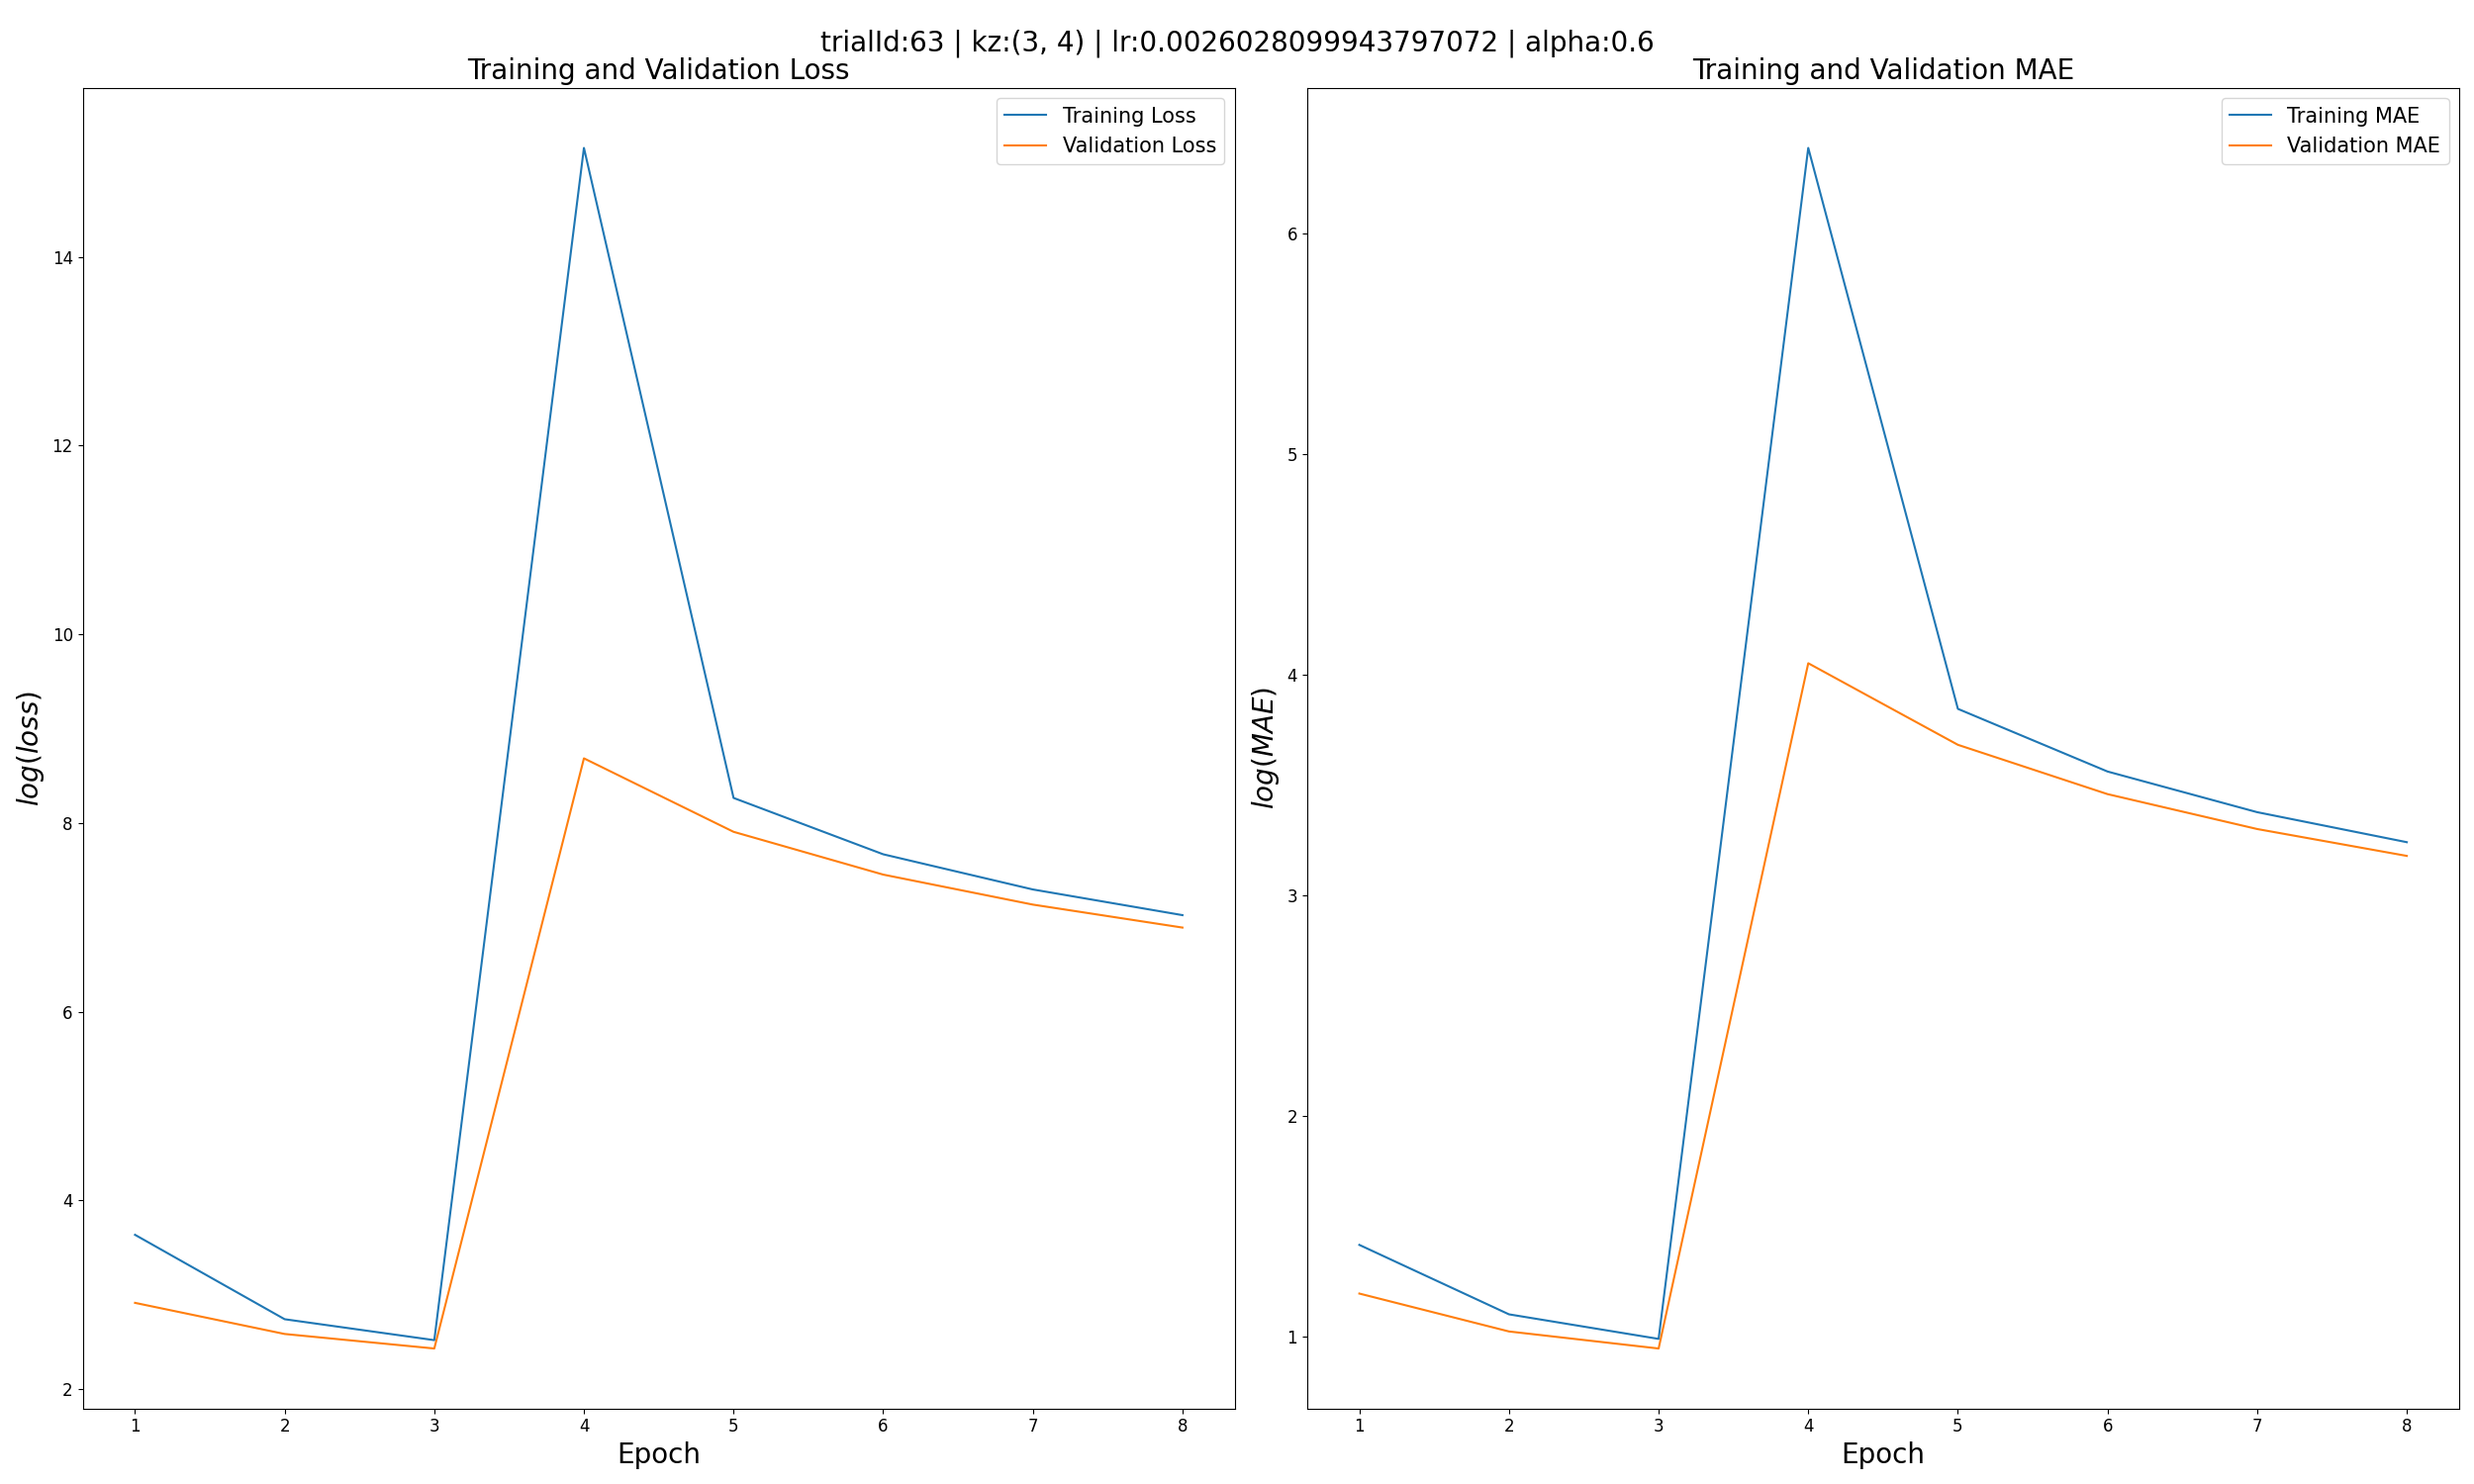 trialId:63 | kz:(3, 4) | lr:0.0026028099943797072 | alpha:0.6
Training and Validation Loss
Training Loss
Validation Loss
log(loss)
14
12
10
8
6
4
2
1 2 3 4 5 6 7 8
Epoch
Training and Validation MAE
Training MAE
Validation MAE
log(MAE)
6
5
4
3
2
1
1 2 3 4 5 6 7 8
Epoch